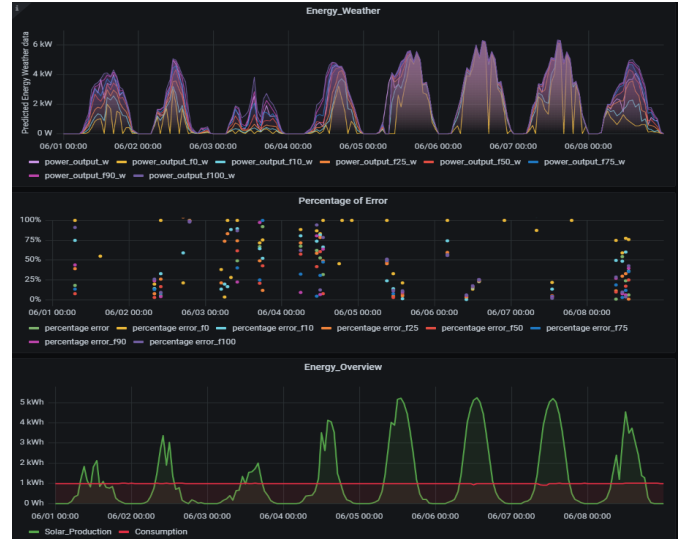 i
Energy_Weather
Predicted Energy Weather data
6 kW
4 kW
2 kW
0 W
06/01 00:00 06/02 00:00 06/03 00:00 06/04 00:00 06/05 00:00 06/06 00:00 06/07 00:00 06/08 00:00
power_output_w power_output_f0_w power_output_f10_w power_output_f25_w power_output_f50_w power_output_f75_w
power_output_f90_w power_output_f100_w
Percentage of Error
100%
75%
50%
25%
0%
06/01 00:00 06/02 00:00 06/03 00:00 06/04 00:00 06/05 00:00 06/06 00:00 06/07 00:00 06/08 00:00
percentage error percentage error_f0 percentage error_f10 percentage error_f25 percentage error_f50 percentage error_f75
percentage error_f90 percentage error_f100
Energy_Overview
5 kWh
4 kWh
3 kWh
2 kWh
1 kWh
0 Wh
06/01 00:00 06/02 00:00 06/03 00:00 06/04 00:00 06/05 00:00 06/06 00:00 06/07 00:00 06/08 00:00
Solar_Production Consumption